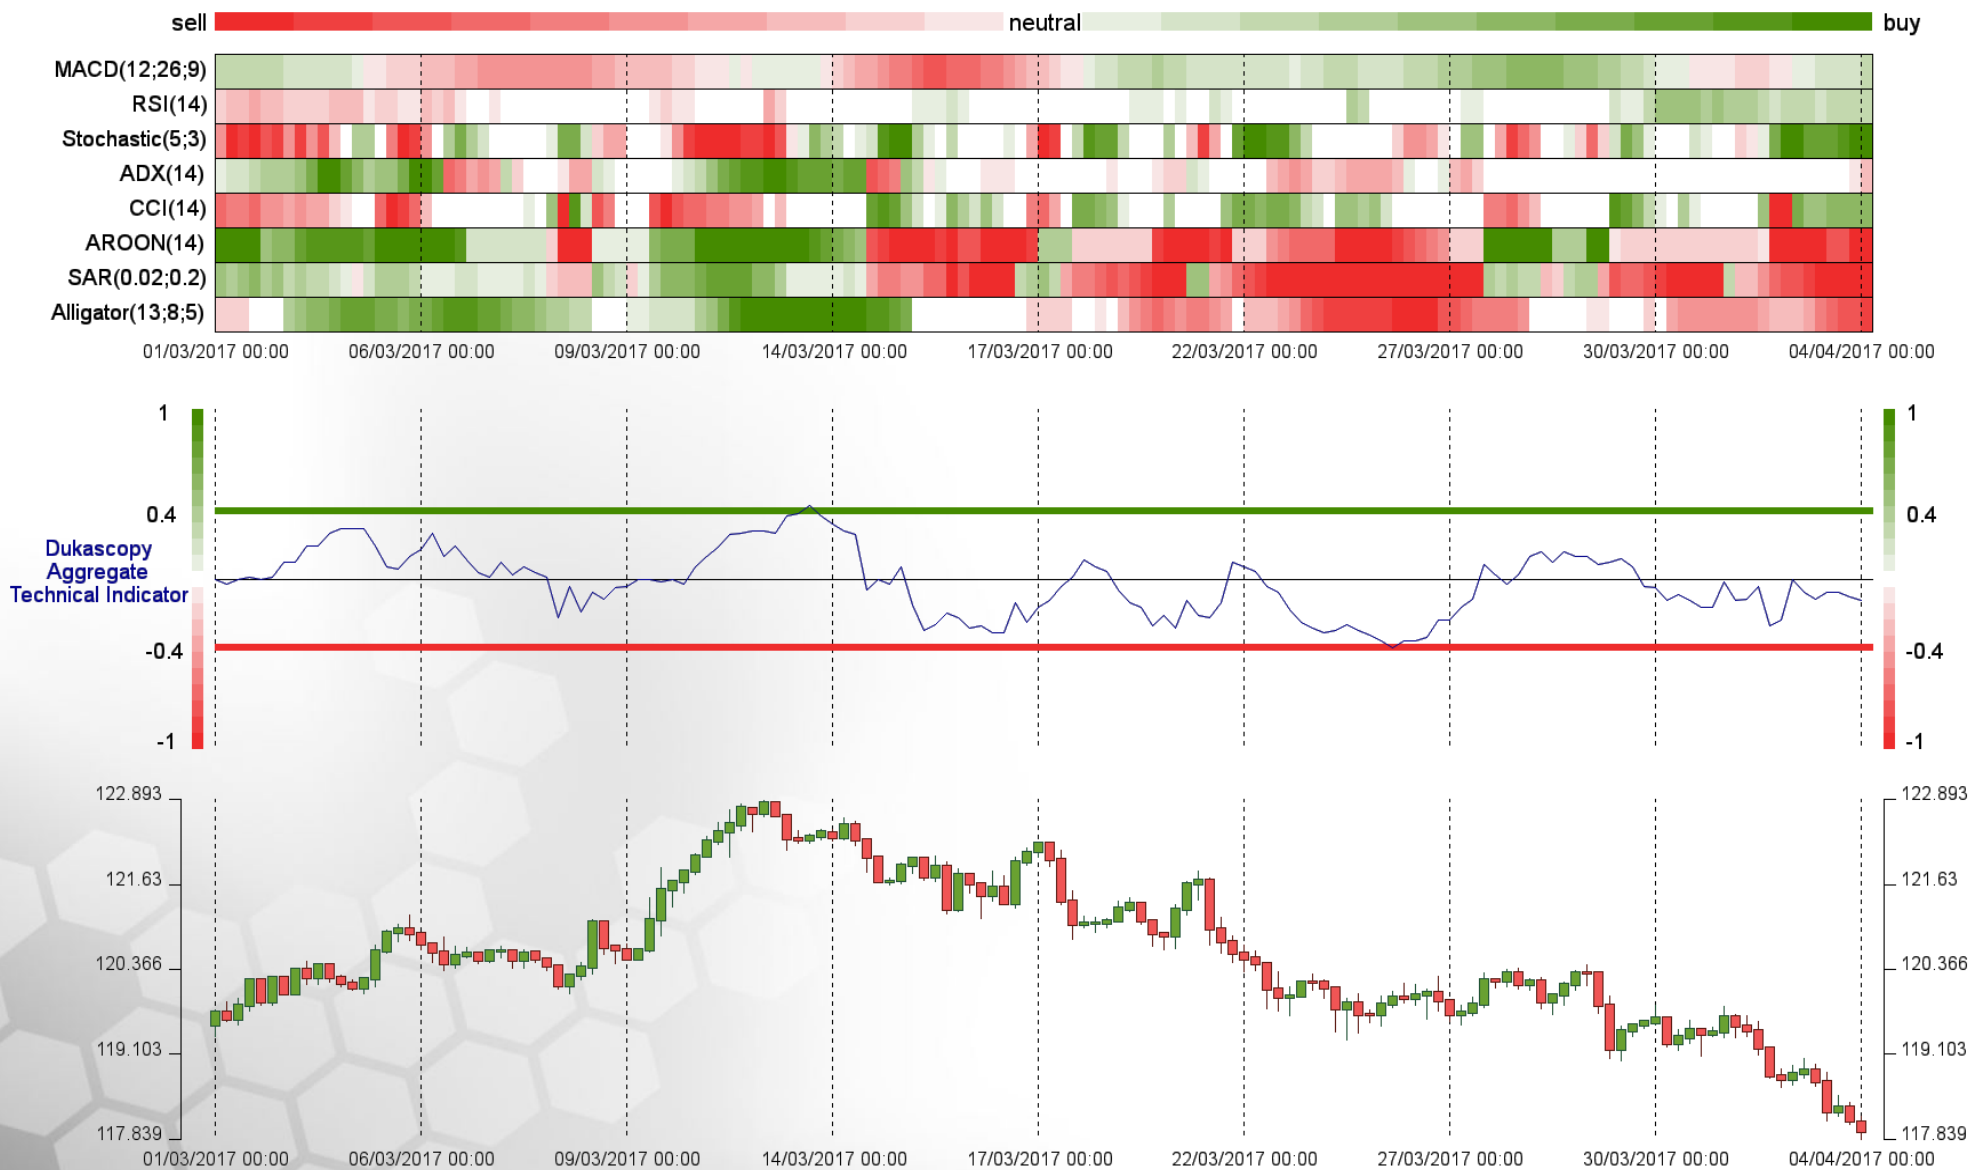 sell neutral buy
MACD(12;26;9)
RSI(14)
Stochastic(5;3)
ADX(14)
CCI(14)
AROON(14)
SAR(0.02;0.2)
Alligator(13;8;5)
01/03/2017 00:00 06/03/2017 00:00 09/03/2017 00:00 14/03/2017 00:00 17/03/2017 00:00 22/03/2017 00:00 27/03/2017 00:00 30/03/2017 00:00 04/04/2017 00:00
1 1
0.4 0.4
Dukascopy
Aggregate
Technical Indicator
-0.4 -0.4
-1 -1
122.893 122.893
121.63 121.63
120.366 120.366
119.103 119.103
117.839 117.839
01/03/2017 00:00 06/03/2017 00:00 09/03/2017 00:00 14/03/2017 00:00 17/03/2017 00:00 22/03/2017 00:00 27/03/2017 00:00 30/03/2017 00:00 04/04/2017 00:00